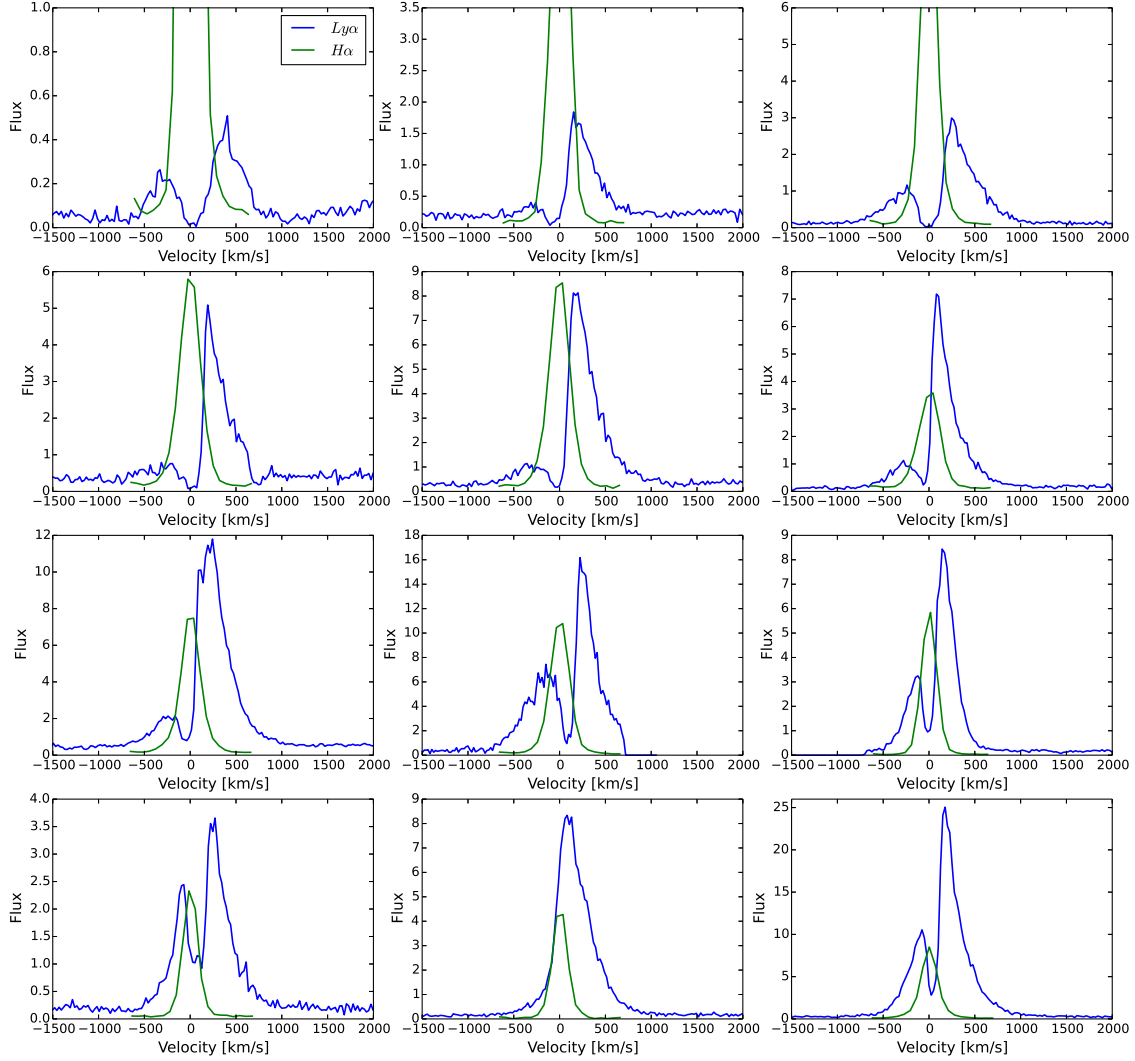 Lyα
Hα
Flux
0.0 0.2 0.4 0.6 0.8 1.0
−1500 −1000 −500 0 500 1000 1500 2000
Velocity [km/s]
Flux
0.0 0.5 1.0 1.5 2.0 2.5 3.0 3.5
−1500 −1000 −500 0 500 1000 1500 2000
Velocity [km/s]
Flux
0 1 2 3 4 5 6
−1500 −1000 −500 0 500 1000 1500 2000
Velocity [km/s]
Flux
0 1 2 3 4 5 6
−1500 −1000 −500 0 500 1000 1500 2000
Velocity [km/s]
Flux
0 1 2 3 4 5 6 7 8 9
−1500 −1000 −500 0 500 1000 1500 2000
Velocity [km/s]
Flux
0 1 2 3 4 5 6 7 8
−1500 −1000 −500 0 500 1000 1500 2000
Velocity [km/s]
Flux
0 2 4 6 8 10 12
−1500 −1000 −500 0 500 1000 1500 2000
Velocity [km/s]
Flux
0 2 4 6 8 10 12 14 16 18
−1500 −1000 −500 0 500 1000 1500 2000
Velocity [km/s]
Flux
0 1 2 3 4 5 6 7 8 9
−1500 −1000 −500 0 500 1000 1500 2000
Velocity [km/s]
Flux
0.0 0.5 1.0 1.5 2.0 2.5 3.0 3.5 4.0
−1500 −1000 −500 0 500 1000 1500 2000
Velocity [km/s]
Flux
0 1 2 3 4 5 6 7 8 9
−1500 −1000 −500 0 500 1000 1500 2000
Velocity [km/s]
Flux
0 5 10 15 20 25
−1500 −1000 −500 0 500 1000 1500 2000
Velocity [km/s]